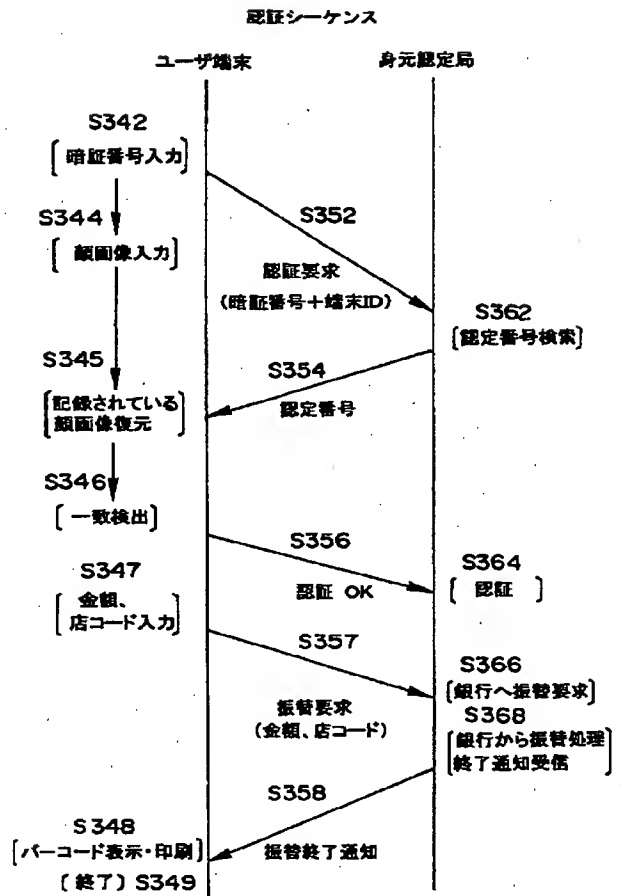 認証シーケンス
ユーザ端末
身元認定局
S342
[暗証番号入力]
S344
[顔画像入力]
S352
認証要求
(暗証番号+端末ID)
S362
[認定番号検索]
S345
[記録されている
顔画像復元]
S354
認定番号
S346
[一致検出]
S356
認証 OK
S364
[認証]
S347
[金額、
店コード入力]
S357
振替要求
(金額、店コード)
S366
[銀行へ振替要求]
S368
[銀行から振替処理
終了通知受信]
S358
振替終了通知
S348
[バーコード表示・印刷]
[終了] S349